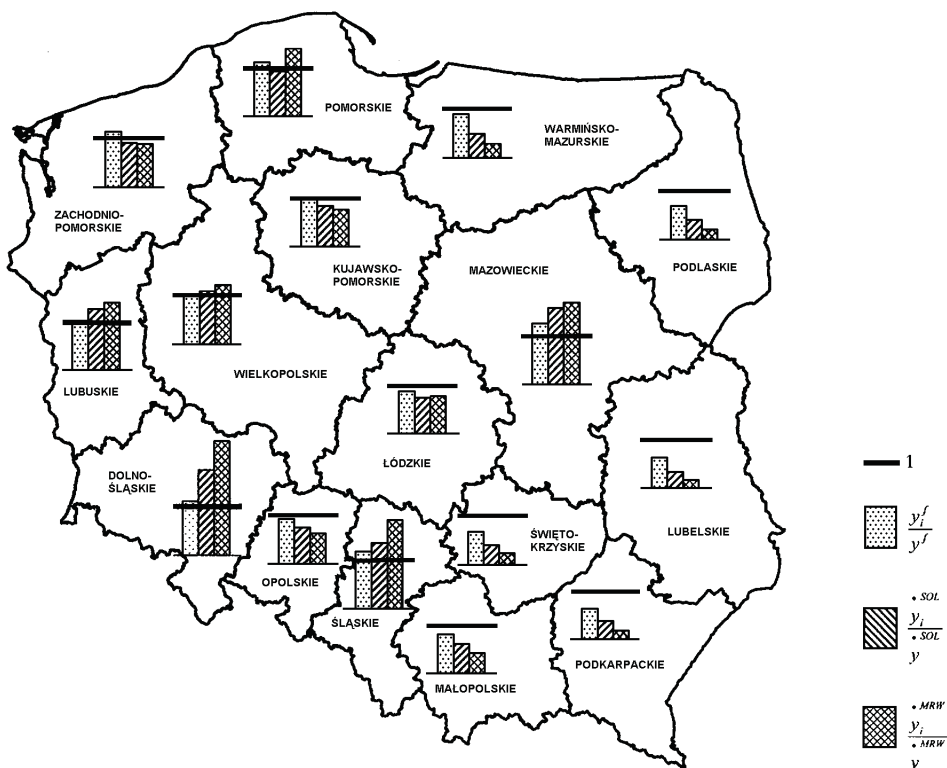 POMORSKIE
WARMIŃSKO-
MAZURSKIE
ZACHODNIO-
POMORSKIE
KUJAWSKO-
POMORSKIE
MAZOWIECKIE
PODLASKIE
WIELKOPOLSKIE
LUBUSKIE
ŁÓDZKIE
DOLNO-
ŚLĄSKIE
LUBELSKIE
OPOLSKIE
ŚWIĘTO-
KRZYSKIE
ŚLĄSKIE
MAŁOPOLSKIE
PODKARPACKIE
1
y_i^f
y^f
y_i^{• SOL}
y^{• SOL}
y_i^{• MRW}
y^{• MRW}